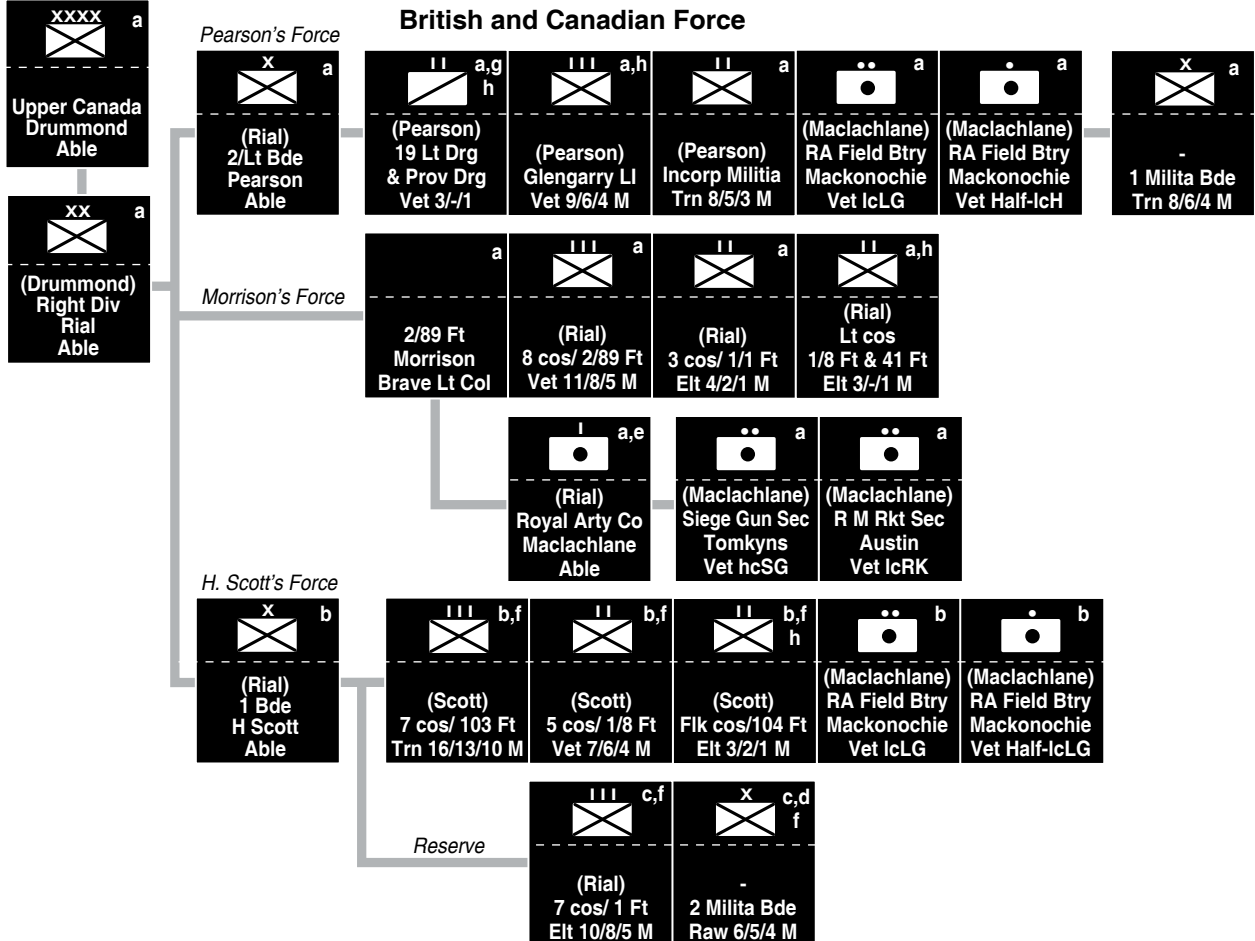 British and Canadian Force
XXXX a
Upper Canada
Drummond
Able
XX a
(Drummond)
Right Div
Rial
Able
Pearson's Force
X a
(Rial)
2/Lt Bde
Pearson
Able
II a,g
h
(Pearson)
19 Lt Drg
& Prov Drg
Vet 3/-/1
III a,h
(Pearson)
Glengarry LI
Vet 9/6/4 M
II a
(Pearson)
Incorp Militia
Trn 8/5/3 M
•• a
(Maclachlane)
RA Field Btry
Mackonochie
Vet lcLG
• a
(Maclachlane)
RA Field Btry
Mackonochie
Vet Half-lcH
X a
-
1 Milita Bde
Trn 8/6/4 M
Morrison's Force
a
2/89 Ft
Morrison
Brave Lt Col
III a
(Rial)
8 cos/ 2/89 Ft
Vet 11/8/5 M
II a
(Rial)
3 cos/ 1/1 Ft
Elt 4/2/1 M
II a,h
(Rial)
Lt cos
1/8 Ft & 41 Ft
Elt 3/-/1 M
I a,e
(Rial)
Royal Arty Co
Maclachlane
Able
•• a
(Maclachlane)
Siege Gun Sec
Tomkyns
Vet hcSG
•• a
(Maclachlane)
R M Rkt Sec
Austin
Vet lcRK
H. Scott's Force
X b
(Rial)
1 Bde
H Scott
Able
III b,f
(Scott)
7 cos/ 103 Ft
Trn 16/13/10 M
II b,f
(Scott)
5 cos/ 1/8 Ft
Vet 7/6/4 M
II b,f
h
(Scott)
Flk cos/104 Ft
Elt 3/2/1 M
•• b
(Maclachlane)
RA Field Btry
Mackonochie
Vet lcLG
• b
(Maclachlane)
RA Field Btry
Mackonochie
Vet Half-lcLG
Reserve
III c,f
(Rial)
7 cos/ 1 Ft
Elt 10/8/5 M
X c,d
f
-
2 Milita Bde
Raw 6/5/4 M